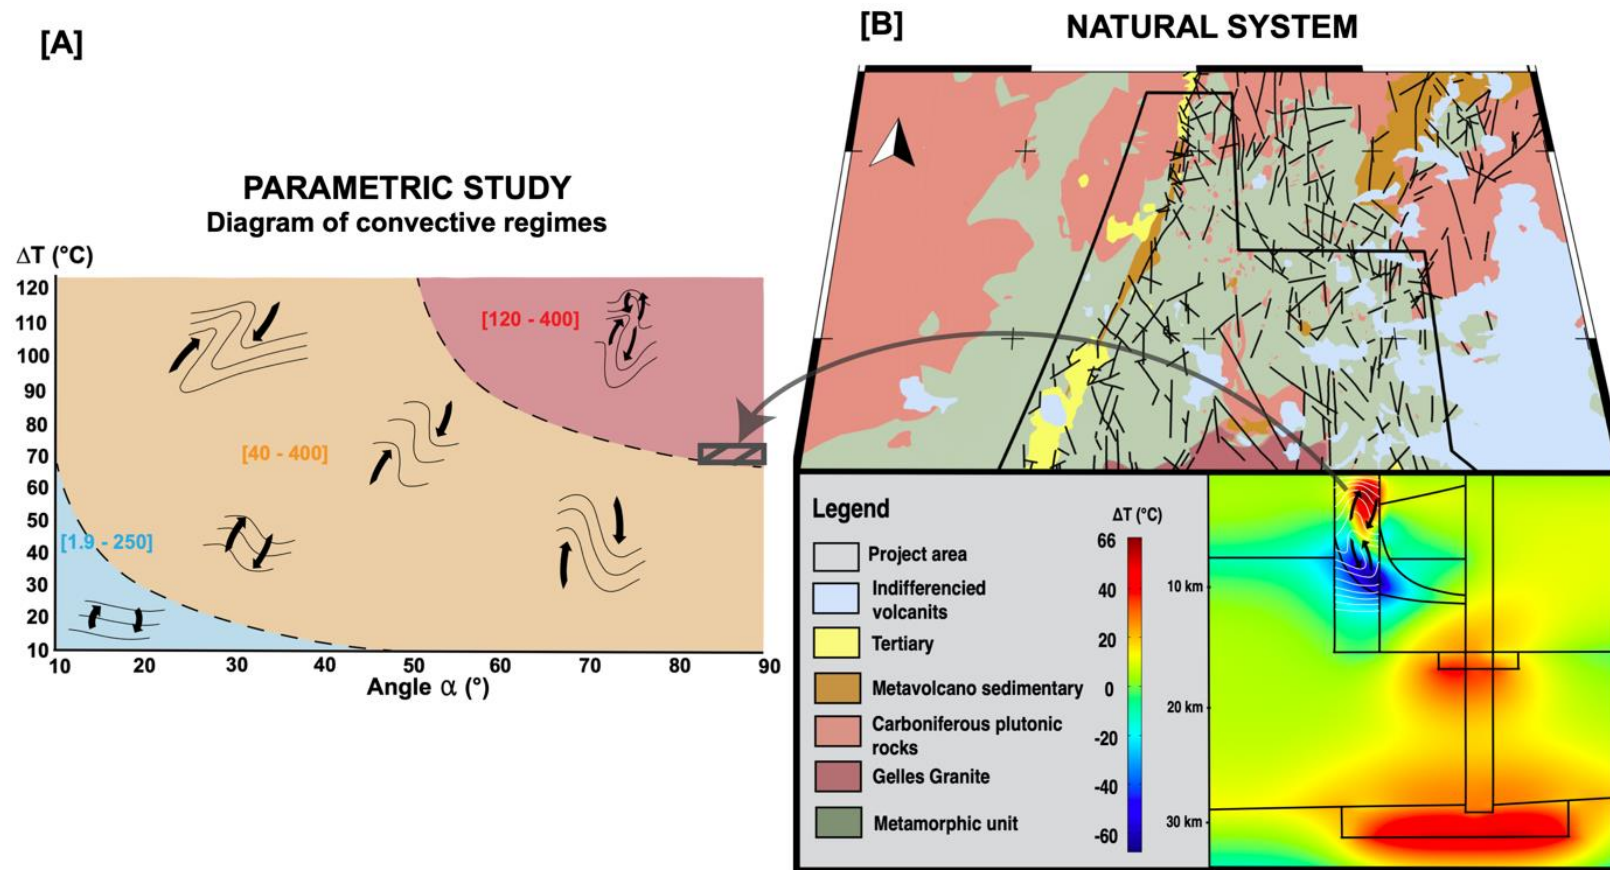 [A]
PARAMETRIC STUDY
Diagram of convective regimes
ΔT (°C)
120
110
100
90
80
70
60
50
40
30
20
10
[120 - 400]
[40 - 400]
[1.9 - 250]
10
20
30
40
50
60
70
80
90
Angle α (°)
[B]
NATURAL SYSTEM
Legend
Project area
Indifferencied
volcanits
Tertiary
Metavolcano sedimentary
Carboniferous plutonic
rocks
Gelles Granite
Metamorphic unit
ΔT (°C)
66
40
20
0
-20
-40
-60
10 km
20 km
30 km